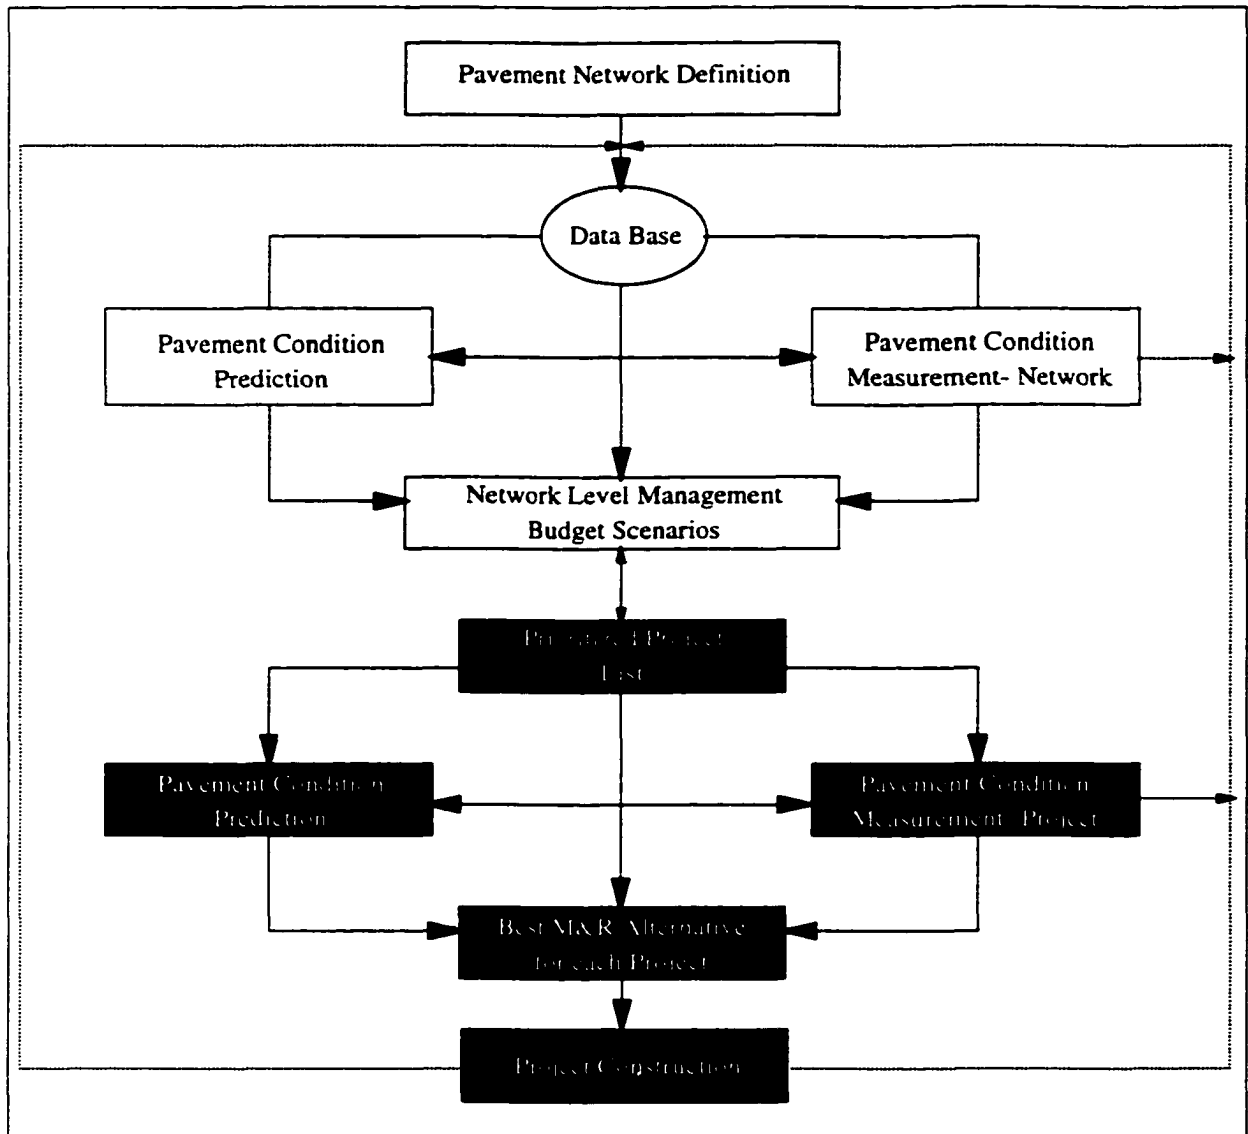 Pavement Network Definition
Data Base
Pavement Condition
Prediction
Pavement Condition
Measurement- Network
Network Level Management
Budget Scenarios
Prioritized Project
List
Pavement Condition
Prediction
Pavement Condition
Measurement- Project
Best M&R Alternative
for each Project
Project Construction